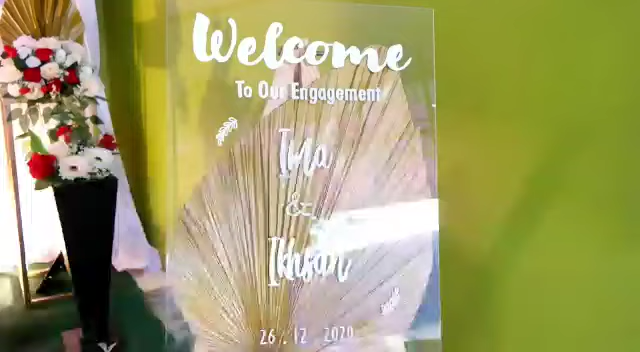 Welcome
To Our Engagement
Ina
&
Ikhsan
26 . 12 . 2020